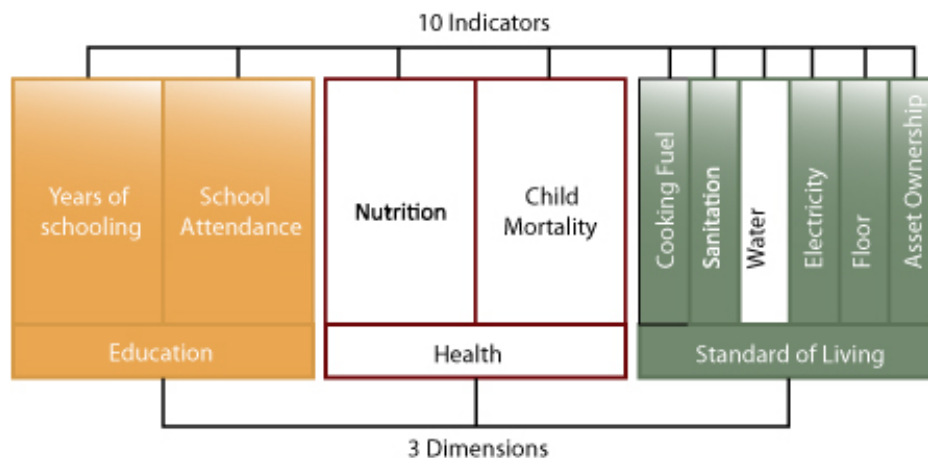 10 Indicators
Years of
schooling
School
Attendance
Nutrition
Child
Mortality
Cooking Fuel
Sanitation
Water
Electricity
Floor
Asset Ownership
Education
Health
Standard of Living
3 Dimensions